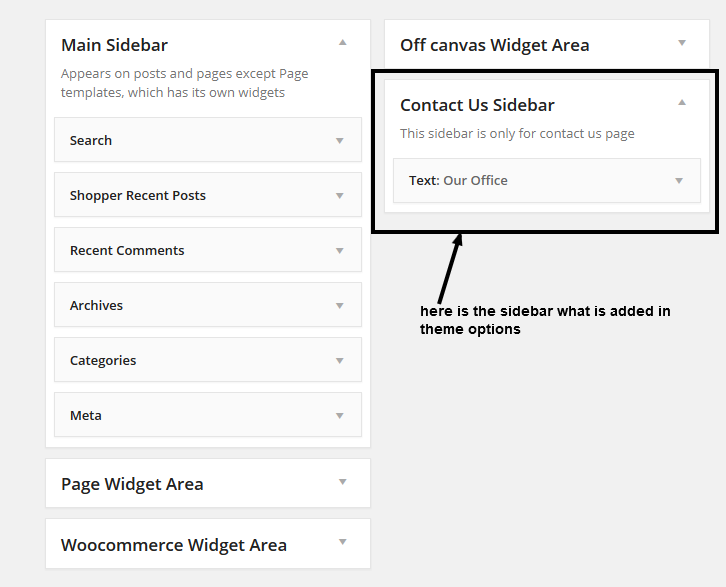 Main Sidebar
Appears on posts and pages except Page
templates, which has its own widgets
Search
Shopper Recent Posts
Recent Comments
Archives
Categories
Meta
Page Widget Area
Woocommerce Widget Area
Off canvas Widget Area
Contact Us Sidebar
This sidebar is only for contact us page
Text: Our Office
here is the sidebar what is added in
theme options